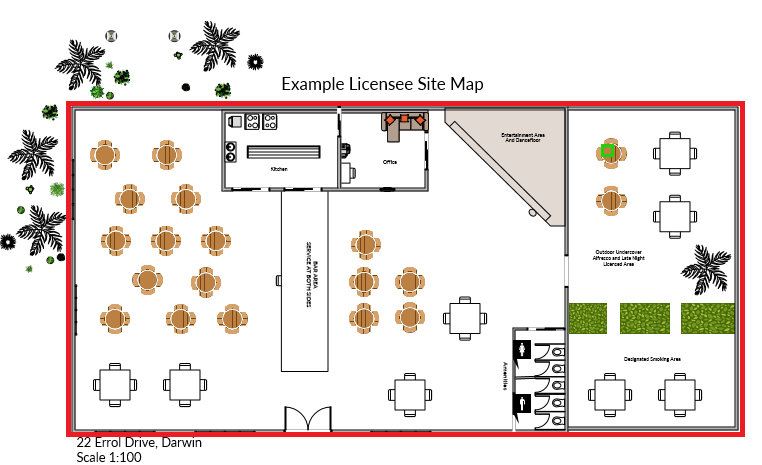 Example Licensee Site Map
Entertainment Area
And Dancefloor
Kitchen
Office
BAR AREA
SERVICE AT BOTH SIDES
Outdoor Undercover
Alfresco and Late Night
Licenced Area
Designated Smoking Area
Amenities
22 Errol Drive, Darwin
Scale 1:100